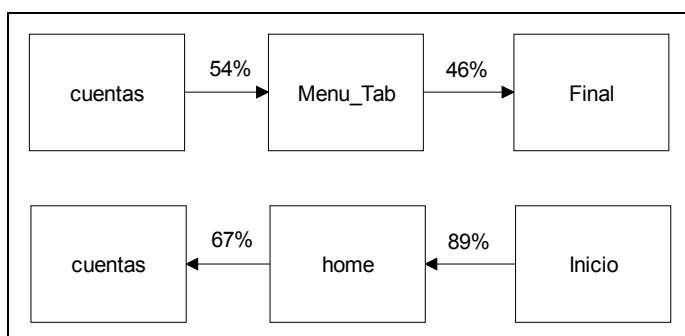 54%
46%
cuentas
Menu_Tab
Final
67%
89%
cuentas
home
Inicio